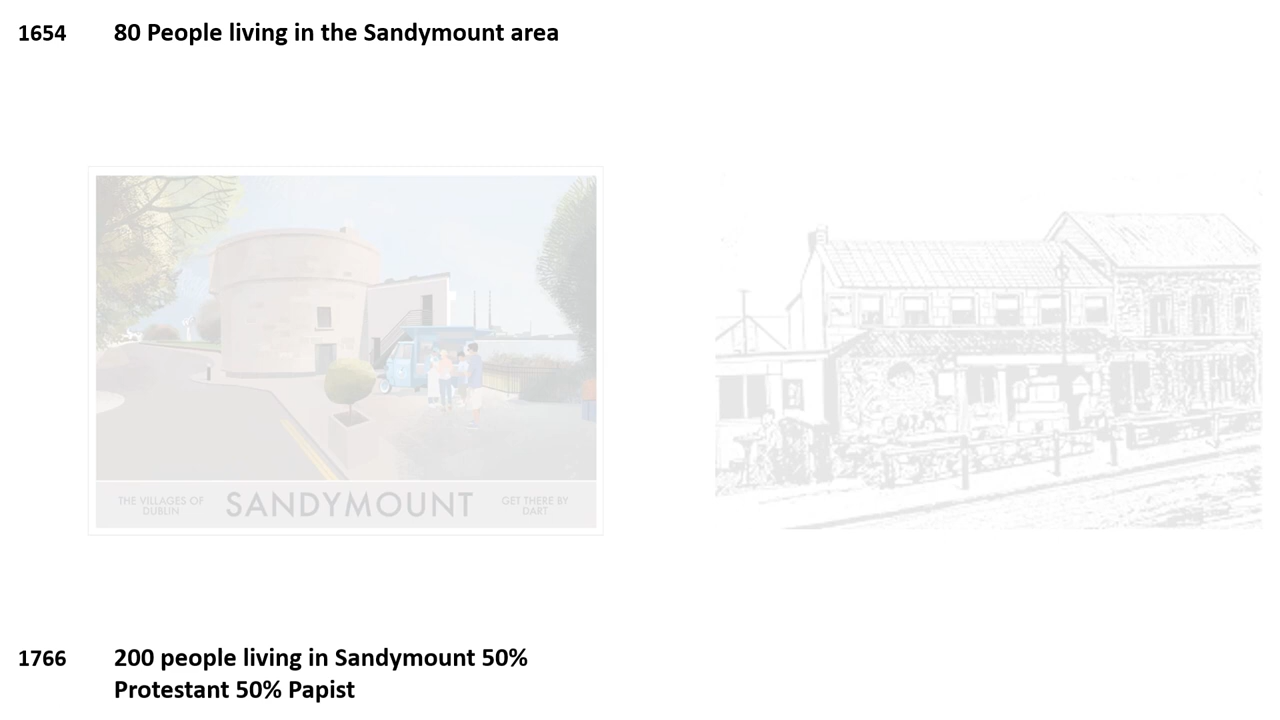 1654 80 People living in the Sandymount area
THE VILLAGES OF
DUBLIN
SANDYMOUNT
GET THERE BY
DART
1766 200 people living in Sandymount 50%
Protestant 50% Papist